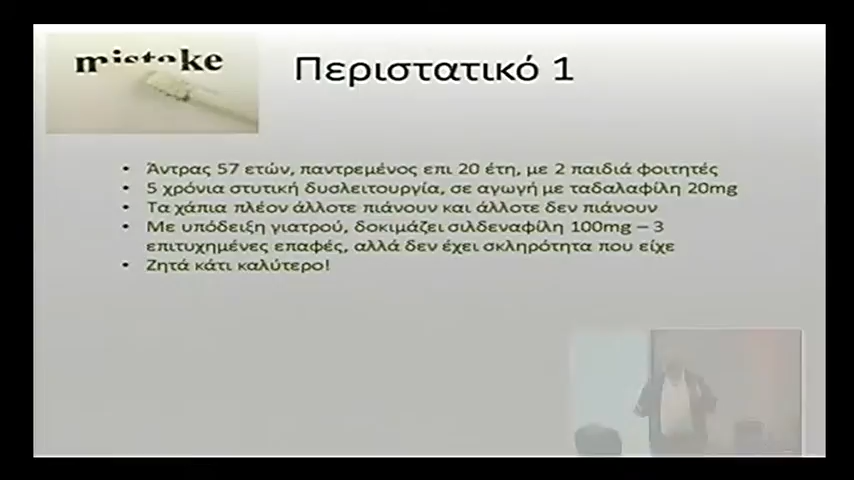 mistake
Περιστατικό 1
• Άντρας 57 ετών, παντρεμένος επι 20 έτη, με 2 παιδιά φοιτητές
• 5 χρόνια στυτική δυσλειτουργία, σε αγωγή με ταδαλαφίλη 20mg
• Τα χάπια πλέον άλλοτε πιάνουν και άλλοτε δεν πιάνουν
• Με υπόδειξη γιατρού, δοκιμάζει σιλδεναφίλη 100mg – 3
επιτυχημένες επαφές, αλλά δεν έχει σκληρότητα που είχε
• Ζητά κάτι καλύτερο!